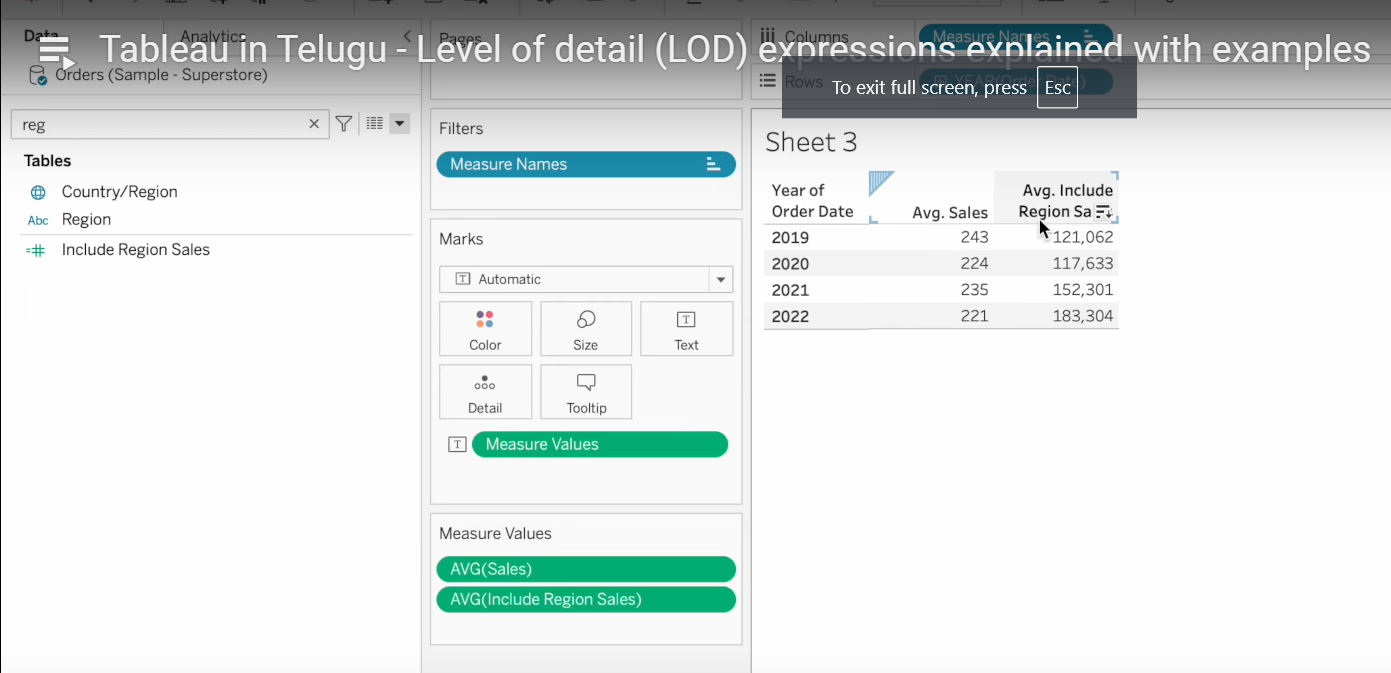 Data
Analytics
Pages
Columns
Measure Names
Tableau in Telugu - Level of detail (LOD) expressions explained with examples
Orders (Sample - Superstore)
Rows
YEAR(Order Date)
To exit full screen, press Esc
reg
Tables
Country/Region
Abc Region
Include Region Sales
Filters
Measure Names
Marks
T Automatic
Color
Size
T
Text
Detail
Tooltip
T Measure Values
Measure Values
AVG(Sales)
AVG(Include Region Sales)
Sheet 3
Year of Order Date Avg. Sales Avg. Include Region Sa
2019 243 121,062
2020 224 117,633
2021 235 152,301
2022 221 183,304